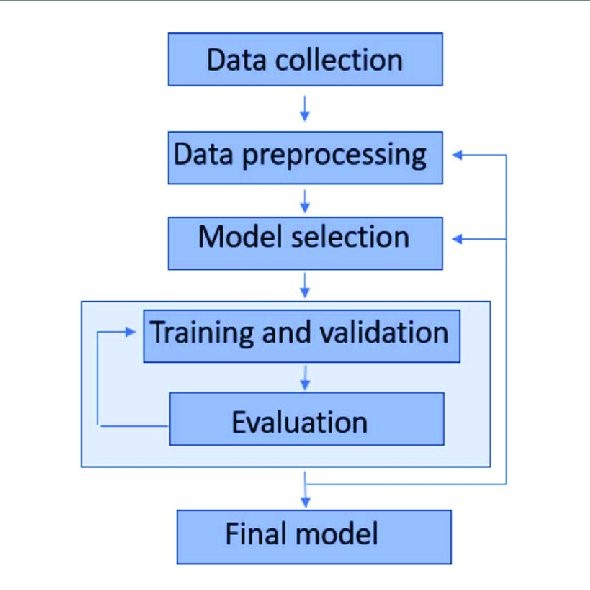 Data collection
Data preprocessing
Model selection
Training and validation
Evaluation
Final model